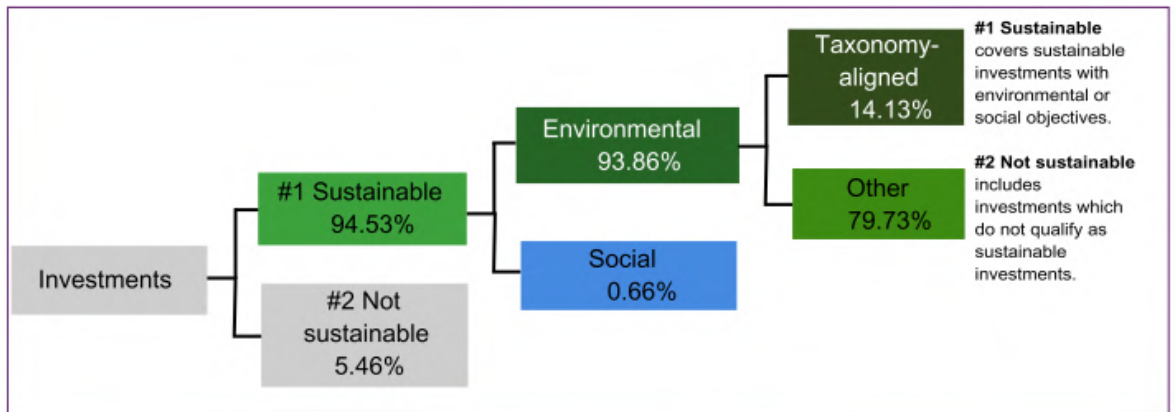 Investments
#1 Sustainable
94.53%
#2 Not
sustainable
5.46%
Environmental
93.86%
Social
0.66%
Taxonomy-
aligned
14.13%
Other
79.73%
#1 Sustainable
covers sustainable
investments with
environmental or
social objectives.
#2 Not sustainable
includes
investments which
do not qualify as
sustainable
investments.